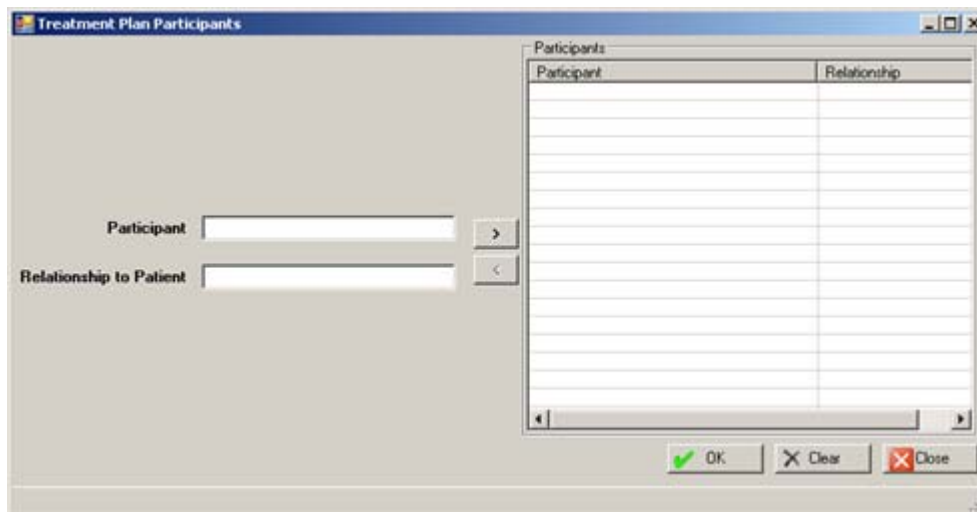 Treatment Plan Participants
Participants
Participant Relationship
Participant
>
Relationship to Patient
<
OK Clear Close